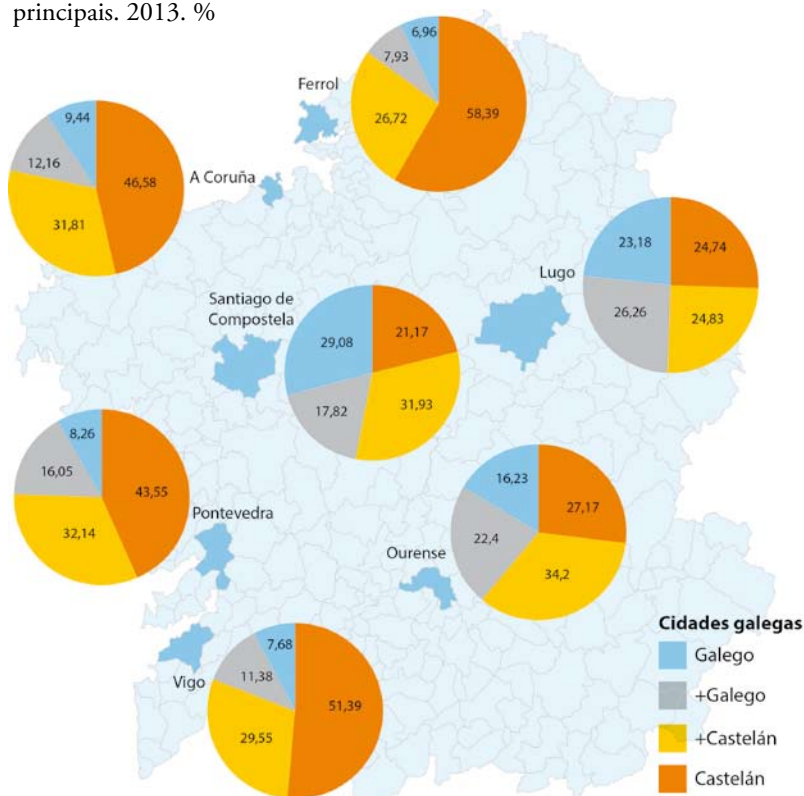 principais. 2013. %
6,96
7,93
26,72
58,39
Ferrol
9,44
12,16
31,81
46,58
A Coruña
23,18
24,74
26,26
24,83
Lugo
Santiago de
Compostela
29,08
21,17
17,82
31,93
8,26
16,05
43,55
32,14
Pontevedra
16,23
27,17
22,4
34,2
Ourense
7,68
11,38
51,39
29,55
Vigo
Cidades galegas
Galego
+Galego
+Castelán
Castelán